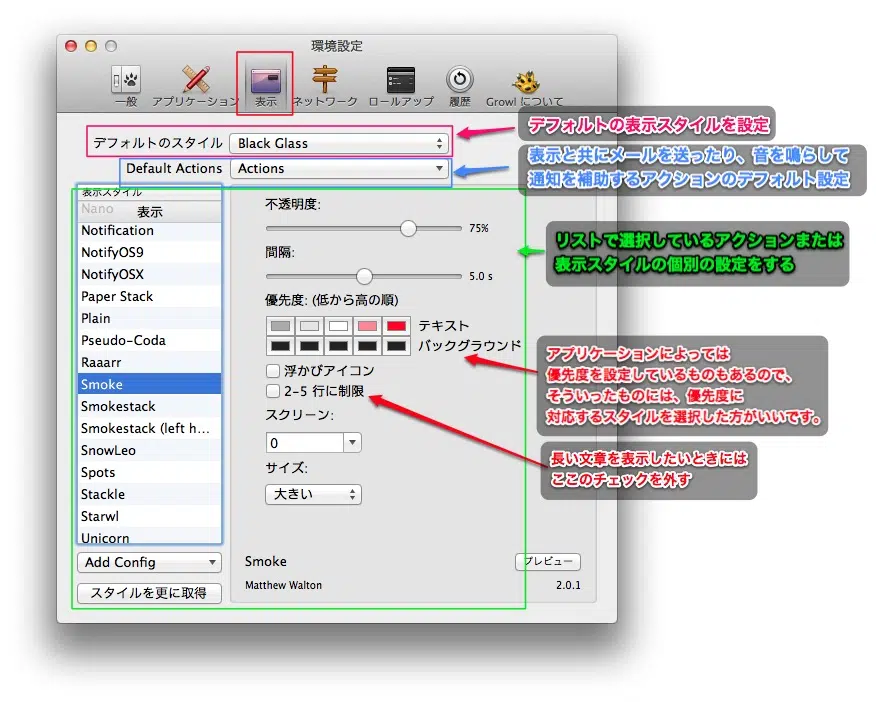 環境設定
一般 アプリケーション 表示 ネットワーク ロールアップ 履歴 Growl について
デフォルトのスタイル Black Glass
デフォルトの表示スタイルを設定
Default Actions Actions
表示と共にメールを送ったり、音を鳴らして
通知を補助するアクションのデフォルト設定
表示スタイル
Nano
表示
Notification
NotifyOS9
NotifyOSX
Paper Stack
Plain
Pseudo-Coda
Raaarr
Smoke
Smokestack
Smokestack (left h...
SnowLeo
Spots
Stackle
Starwl
Unicorn
Add Config
スタイルを更に取得
不透明度:
75%
間隔:
5.0 s
優先度: (低から高の順)
テキスト
バックグラウンド
浮かびアイコン
2-5 行に制限
スクリーン:
0
サイズ:
大きい
Smoke
プレビュー
Matthew Walton
2.0.1
リストで選択しているアクションまたは
表示スタイルの個別の設定をする
アプリケーションによっては
優先度を設定しているものもあるので、
そういったものには、優先度に
対応するスタイルを選択した方がいいです。
長い文章を表示したいときには
ここのチェックを外す